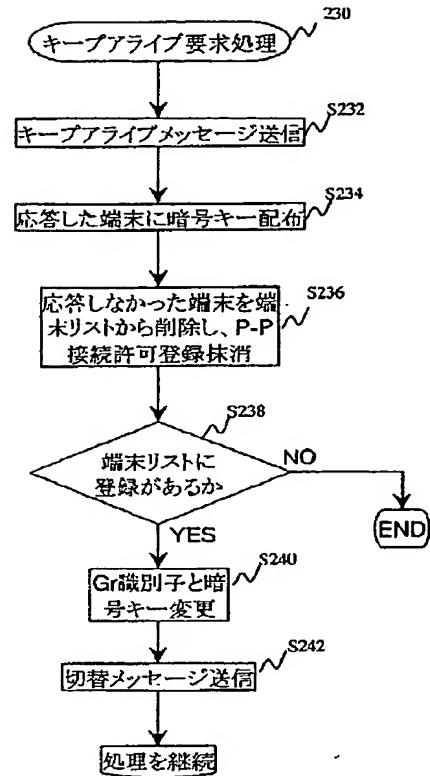 230
キープアライブ要求処理
S232
キープアライブメッセージ送信
S234
応答した端末に暗号キー配布
S236
応答しなかった端末を端
末リストから削除し、P-P
接続許可登録抹消
S238
端末リストに
登録があるか
NO
END
YES
S240
Gr識別子と暗
号キー変更
S242
切替メッセージ送信
処理を継続